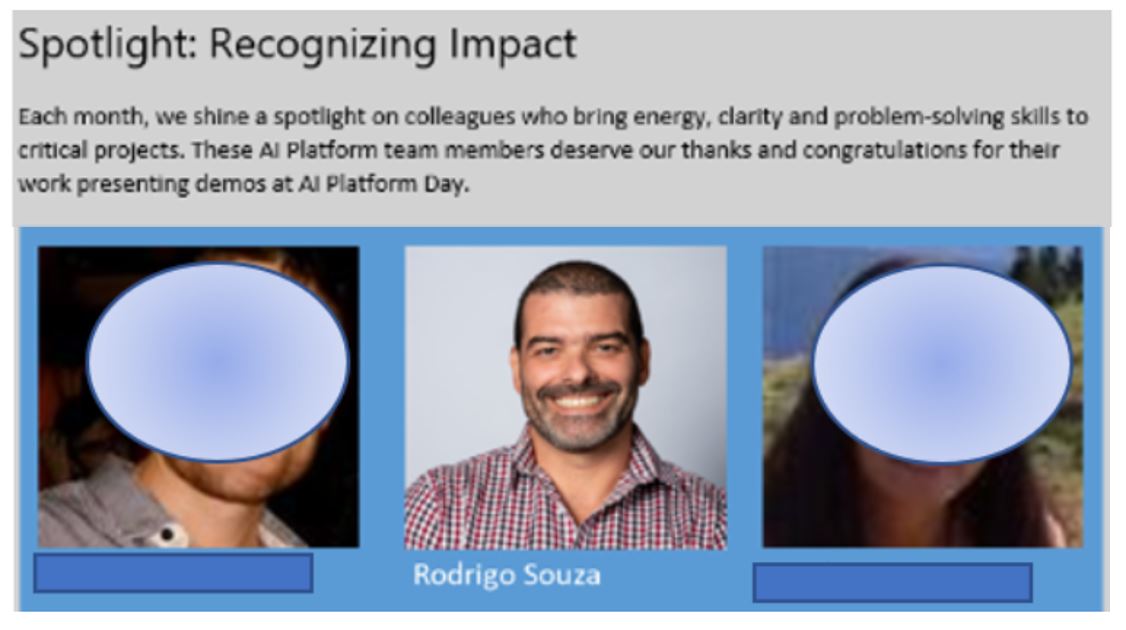 Spotlight: Recognizing Impact
Each month, we shine a spotlight on colleagues who bring energy, clarity and problem-solving skills to
critical projects. These AI Platform team members deserve our thanks and congratulations for their
work presenting demos at AI Platform Day.
Rodrigo Souza